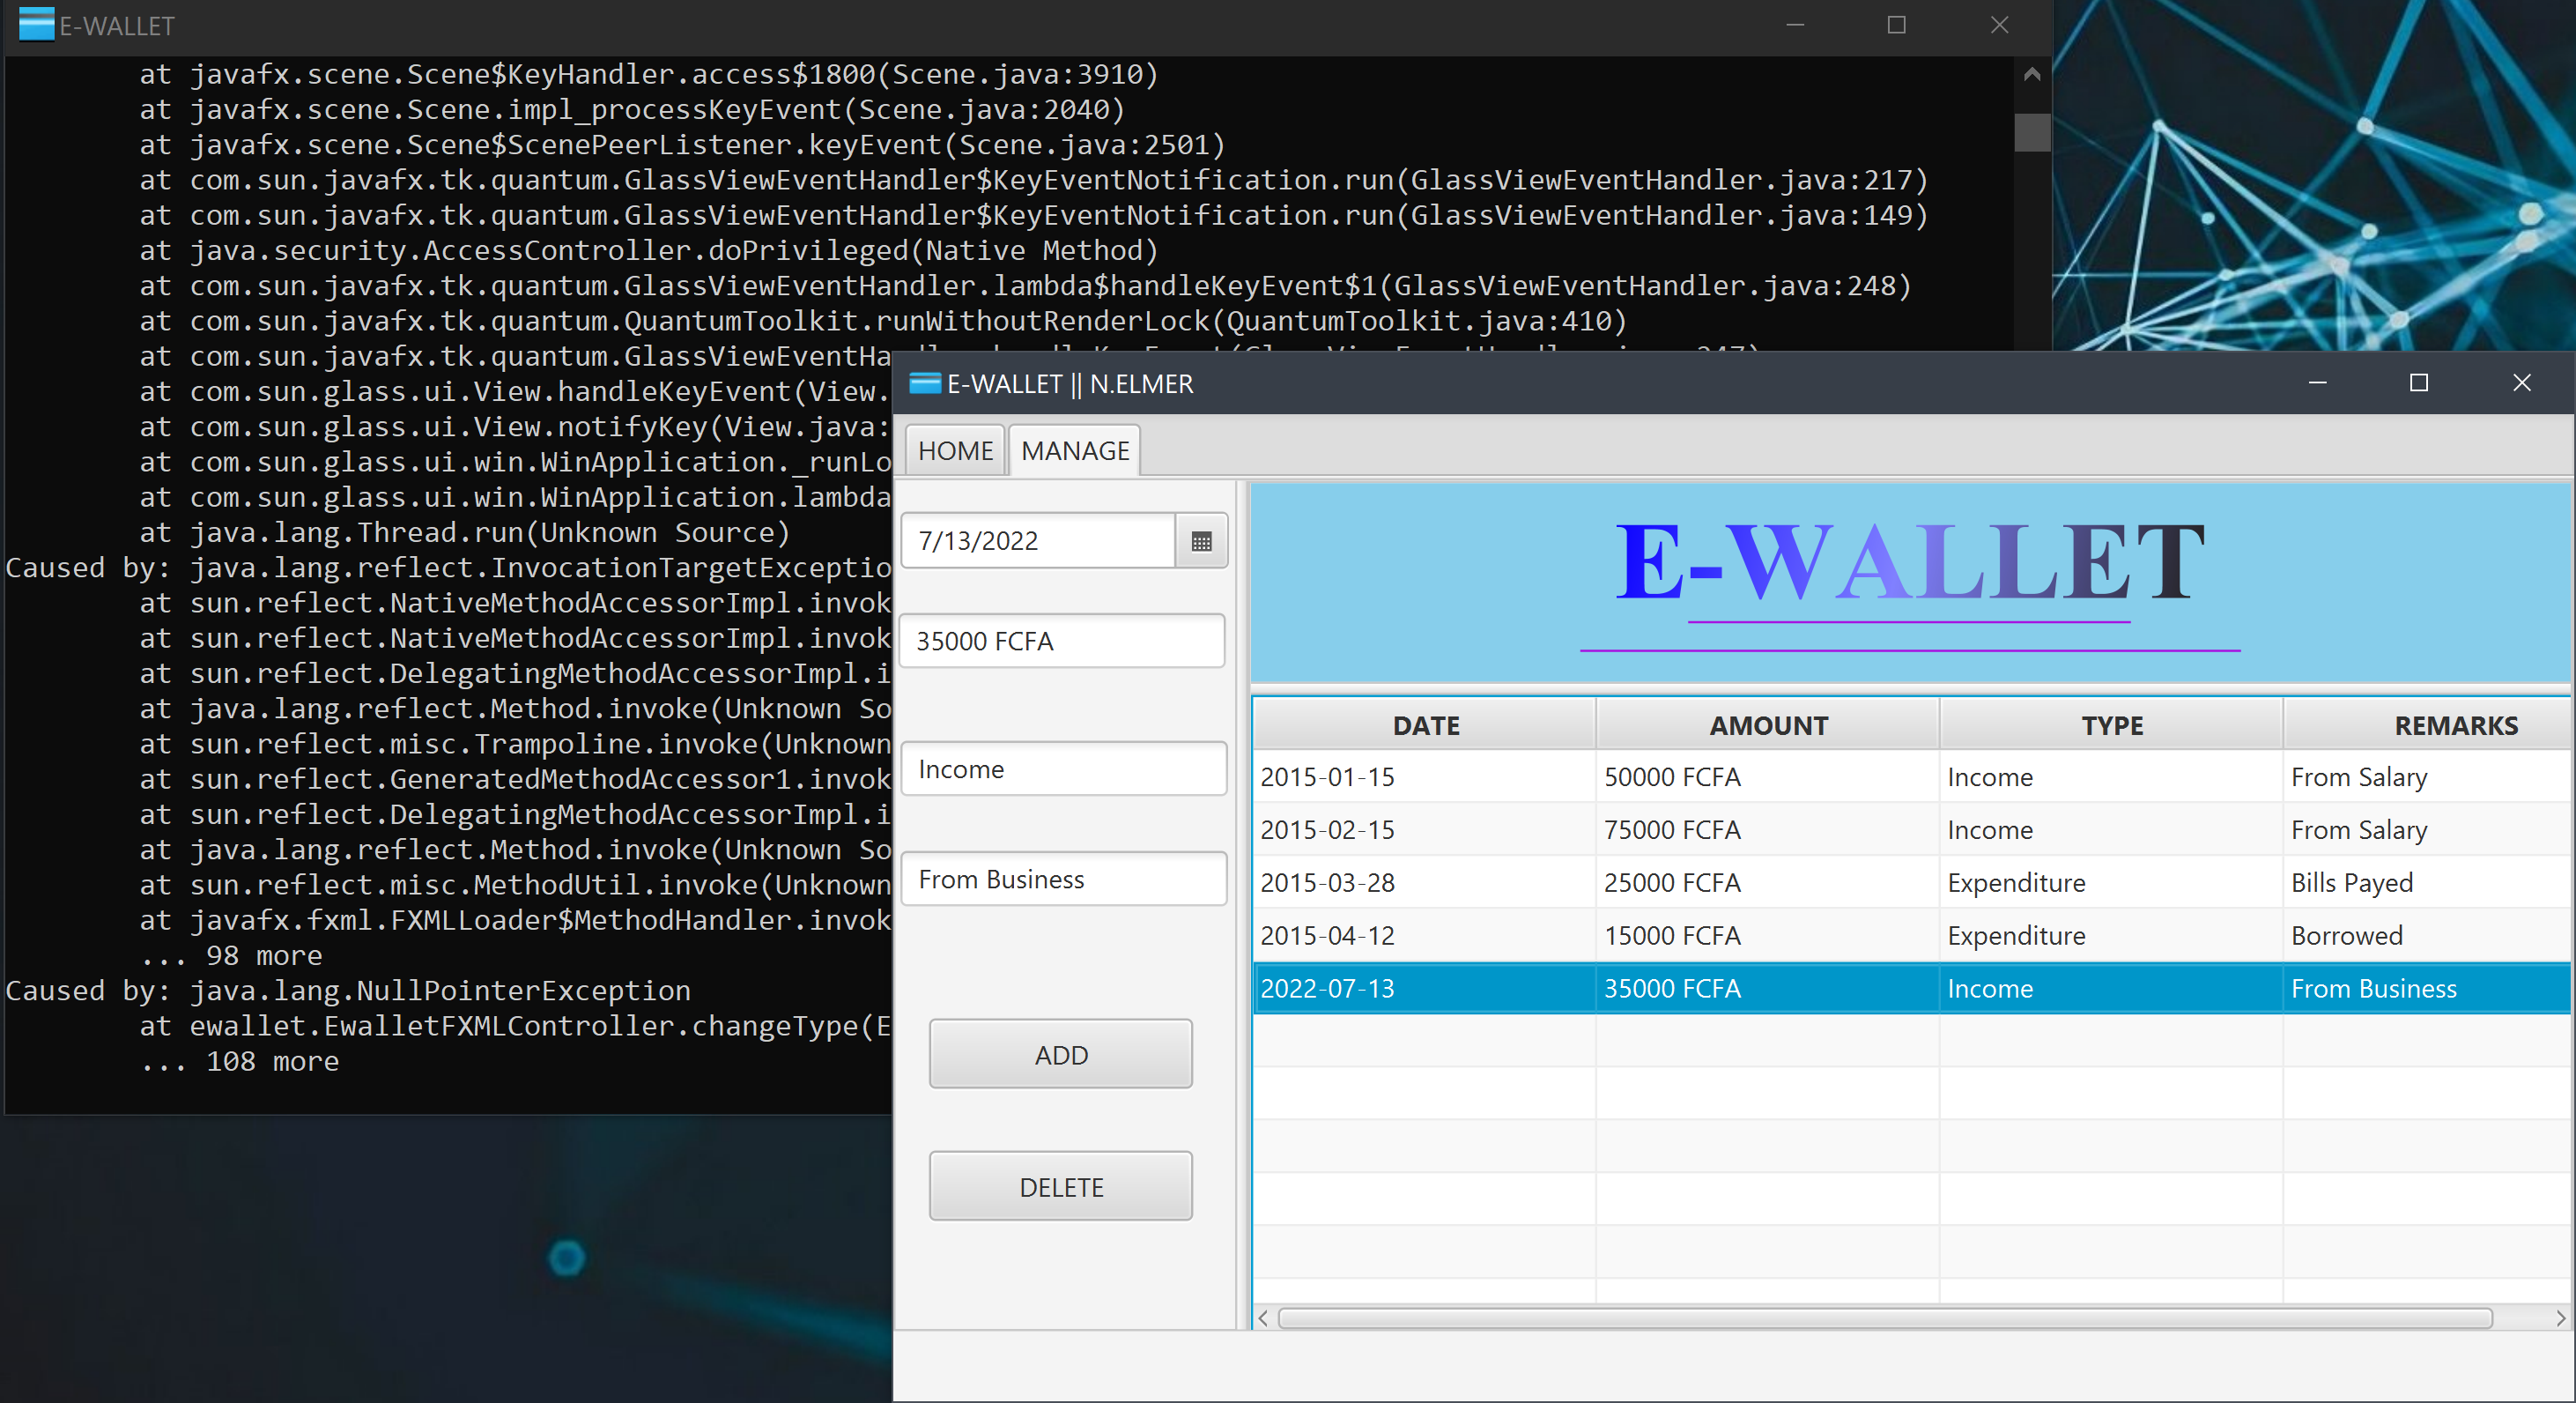 E-WALLET
at javafx.scene.Scene$KeyHandler.access$1800(Scene.java:3910)
at javafx.scene.Scene.impl_processKeyEvent(Scene.java:2040)
at javafx.scene.Scene$ScenePeerListener.keyEvent(Scene.java:2501)
at com.sun.javafx.tk.quantum.GlassViewEventHandler$KeyEventNotification.run(GlassViewEventHandler.java:217)
at com.sun.javafx.tk.quantum.GlassViewEventHandler$KeyEventNotification.run(GlassViewEventHandler.java:149)
at java.security.AccessController.doPrivileged(Native Method)
at com.sun.javafx.tk.quantum.GlassViewEventHandler.lambda$handleKeyEvent$1(GlassViewEventHandler.java:248)
at com.sun.javafx.tk.quantum.QuantumToolkit.runWithoutRenderLock(QuantumToolkit.java:410)
at com.sun.javafx.tk.quantum.GlassViewEventHa
at com.sun.glass.ui.View.handleKeyEvent(View.
at com.sun.glass.ui.View.notifyKey(View.java:
at com.sun.glass.ui.win.WinApplication._runLo
at com.sun.glass.ui.win.WinApplication.lambda
at java.lang.Thread.run(Unknown Source)
Caused by: java.lang.reflect.InvocationTargetExceptio
at sun.reflect.NativeMethodAccessorImpl.invok
at sun.reflect.NativeMethodAccessorImpl.invok
at sun.reflect.DelegatingMethodAccessorImpl.i
at java.lang.reflect.Method.invoke(Unknown So
at sun.reflect.misc.Trampoline.invoke(Unknown
at sun.reflect.GeneratedMethodAccessor1.invok
at sun.reflect.DelegatingMethodAccessorImpl.i
at java.lang.reflect.Method.invoke(Unknown So
at sun.reflect.misc.MethodUtil.invoke(Unknown
at javafx.fxml.FXMLLoader$MethodHandler.invok
... 98 more
Caused by: java.lang.NullPointerException
at ewallet.EwalletFXMLController.changeType(E
... 108 more
E-WALLET || N.ELMER
HOME MANAGE
7/13/2022
35000 FCFA
Income
From Business
ADD
DELETE
E-WALLET
DATE AMOUNT TYPE REMARKS
2015-01-15 50000 FCFA Income From Salary
2015-02-15 75000 FCFA Income From Salary
2015-03-28 25000 FCFA Expenditure Bills Payed
2015-04-12 15000 FCFA Expenditure Borrowed
2022-07-13 35000 FCFA Income From Business